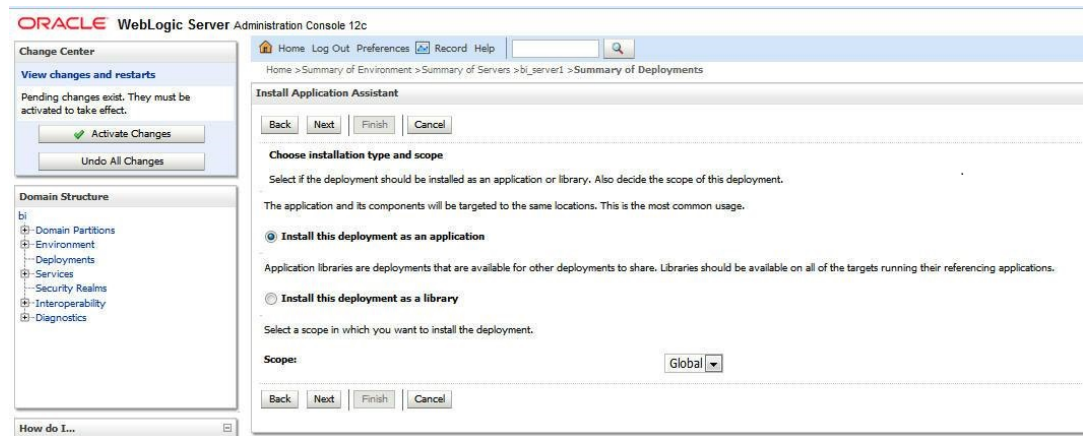 ORACLE WebLogic Server Administration Console 12c
Change Center
View changes and restarts
Pending changes exist. They must be
activated to take effect.
Activate Changes
Undo All Changes
Domain Structure
bi
Domain Partitions
Environment
Deployments
Services
Security Realms
Interoperability
Diagnostics
How do I...
Home Log Out Preferences Record Help
Home >Summary of Environment >Summary of Servers >bi_server1 >Summary of Deployments
Install Application Assistant
Back Next Finish Cancel
Choose installation type and scope
Select if the deployment should be installed as an application or library. Also decide the scope of this deployment.
The application and its components will be targeted to the same locations. This is the most common usage.
Install this deployment as an application
Application libraries are deployments that are available for other deployments to share. Libraries should be available on all of the targets running their referencing applications.
Install this deployment as a library
Select a scope in which you want to install the deployment.
Scope: Global
Back Next Finish Cancel